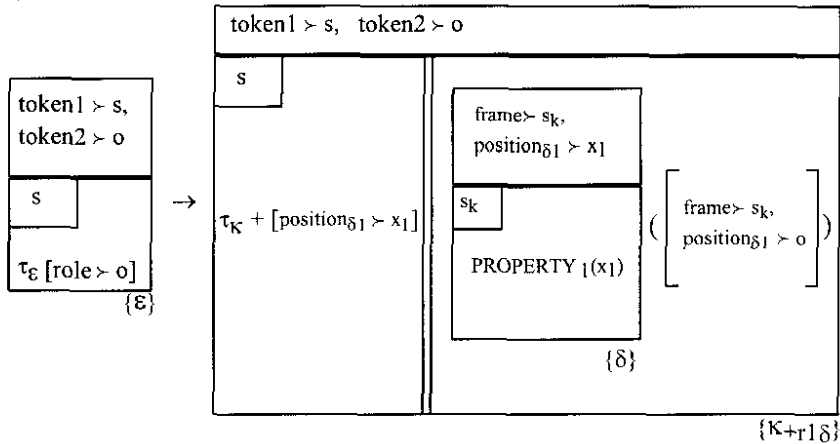 token1 ≻ s,
token2 ≻ o
s
τε [role ≻ o]
{ε}
→
token1 ≻ s, token2 ≻ o
s
τκ + [positionδ1 ≻ x1]
frame ≻ sk,
positionδ1 ≻ x1
sk
PROPERTY 1(x1)
{δ}
( [ frame ≻ sk,
positionδ1 ≻ o ] )
{κ+r1δ}